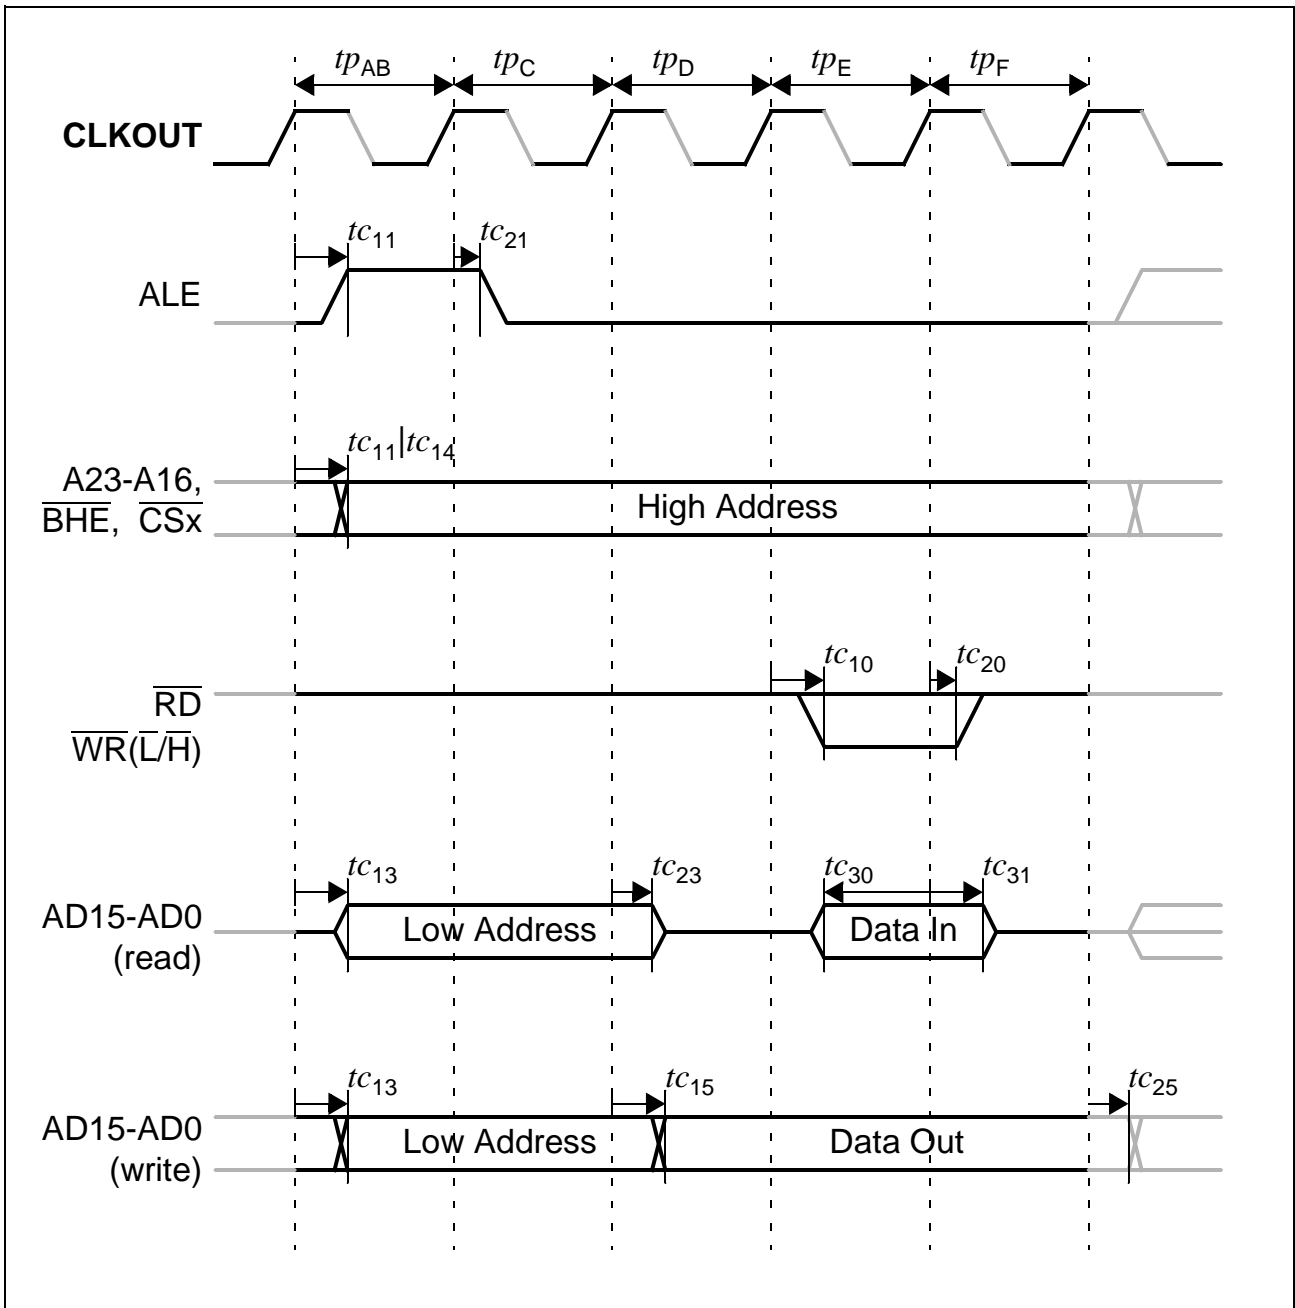 tpAB tpC tpD tpE tpF
CLKOUT
tc11 tc21
ALE
tc11|tc14
A23-A16,
BHE, CSx
High Address
tc10 tc20
RD
WR(L/H)
tc13 tc23 tc30 tc31
AD15-AD0
(read)
Low Address Data In
tc13 tc15 tc25
AD15-AD0
(write)
Low Address Data Out